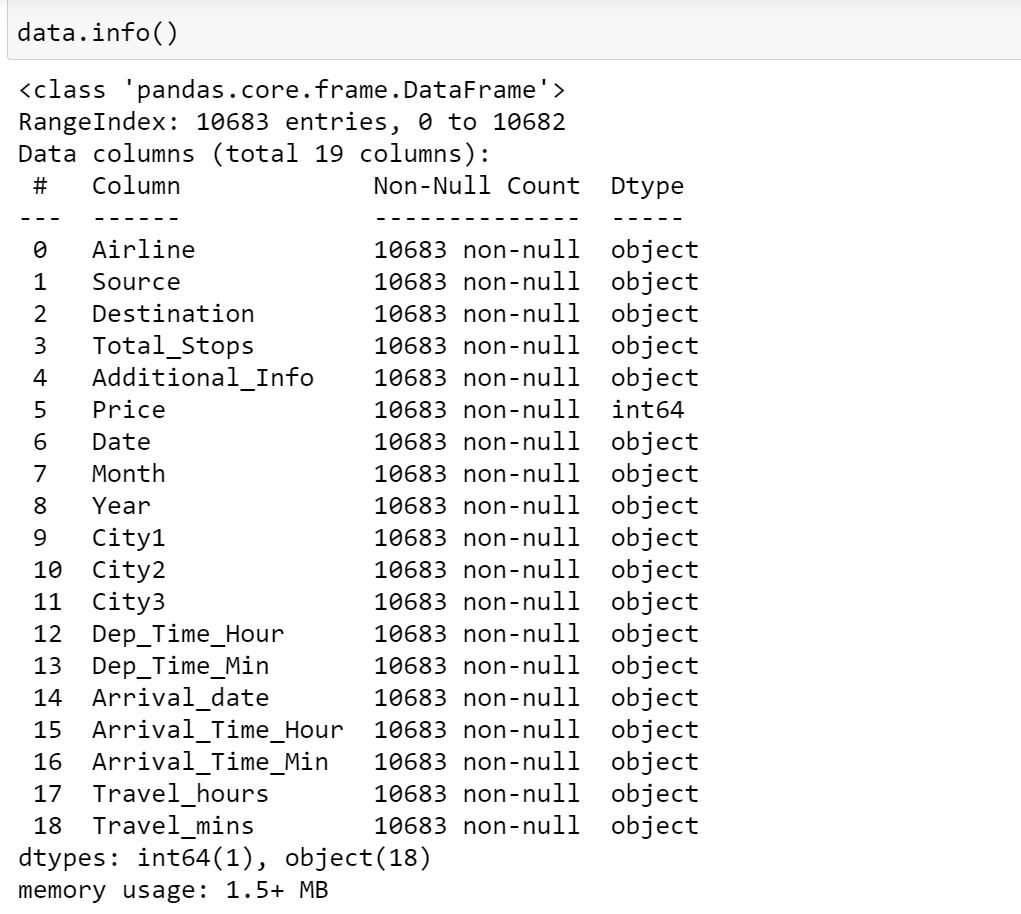 data.info()
<class 'pandas.core.frame.DataFrame'>
RangeIndex: 10683 entries, 0 to 10682
Data columns (total 19 columns):
 #   Column             Non-Null Count  Dtype
---  ------             --------------  -----
 0   Airline            10683 non-null  object
 1   Source             10683 non-null  object
 2   Destination        10683 non-null  object
 3   Total_Stops        10683 non-null  object
 4   Additional_Info    10683 non-null  object
 5   Price              10683 non-null  int64
 6   Date               10683 non-null  object
 7   Month              10683 non-null  object
 8   Year               10683 non-null  object
 9   City1              10683 non-null  object
 10  City2              10683 non-null  object
 11  City3              10683 non-null  object
 12  Dep_Time_Hour      10683 non-null  object
 13  Dep_Time_Min       10683 non-null  object
 14  Arrival_date       10683 non-null  object
 15  Arrival_Time_Hour  10683 non-null  object
 16  Arrival_Time_Min   10683 non-null  object
 17  Travel_hours       10683 non-null  object
 18  Travel_mins        10683 non-null  object
dtypes: int64(1), object(18)
memory usage: 1.5+ MB